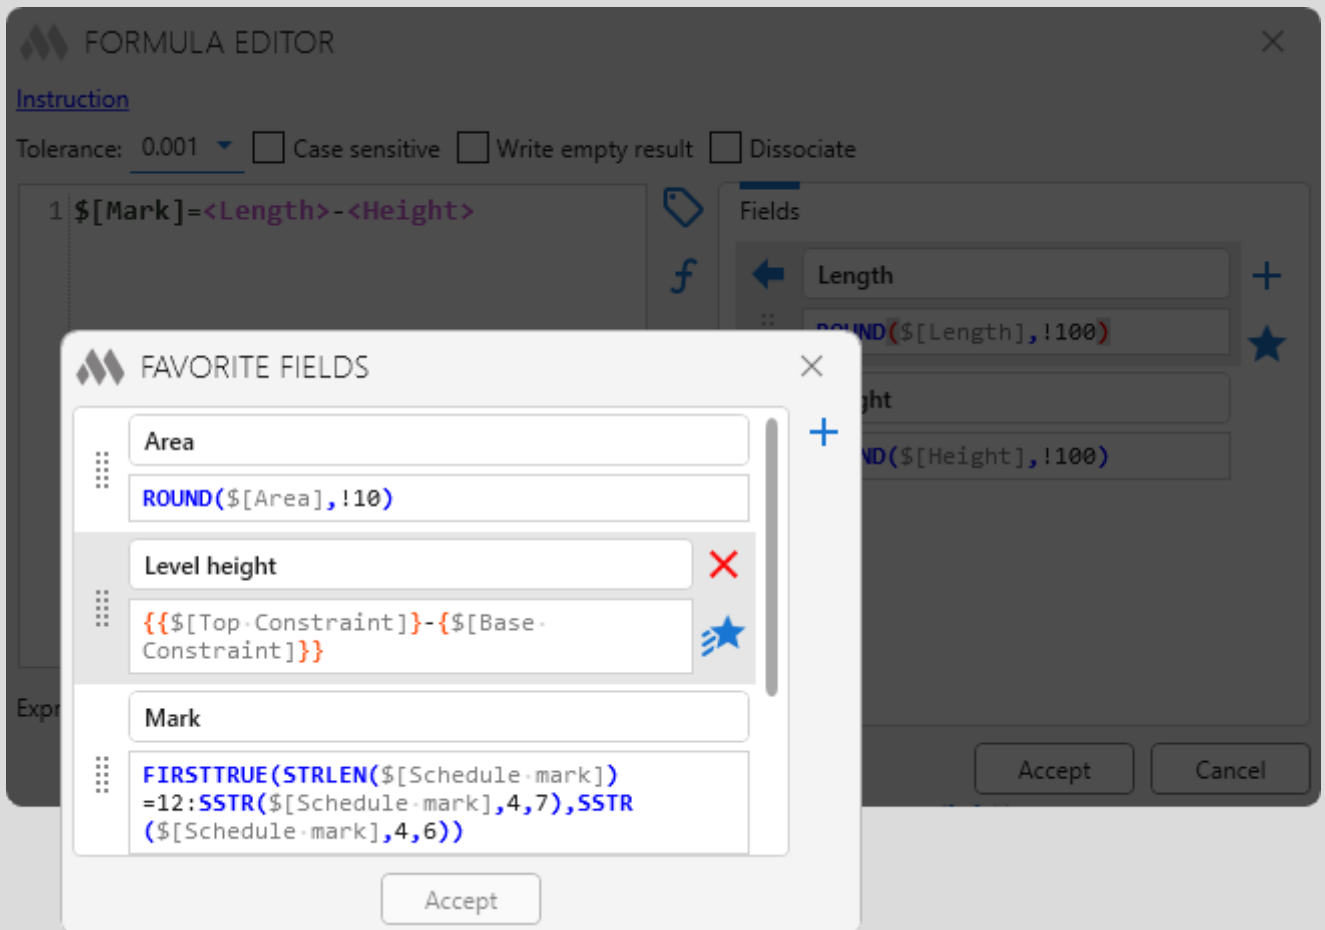 FORMULA EDITOR
Instruction
Tolerance: 0.001 Case sensitive Write empty result Dissociate
1 $[Mark]=<Length>-<Height>
Fields
Length
ROUND($[Length],!100)
ght
ND($[Height],!100)
FAVORITE FIELDS
Area
ROUND($[Area],!10)
Level height
{{$[Top·Constraint]}-{$[Base·
Constraint]}}
Mark
FIRSTTRUE(STRLEN($[Schedule·mark])
=12:SSTR($[Schedule·mark],4,7),SSTR
($[Schedule·mark],4,6))
Accept
Expr
Accept Cancel